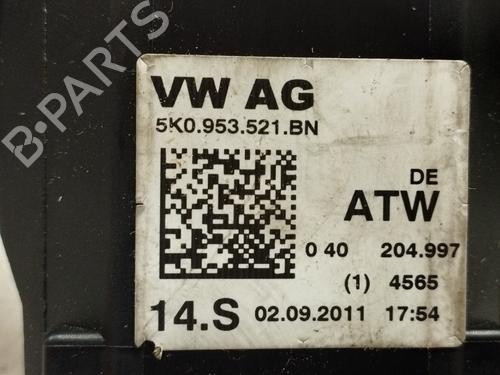 B-PARTS
VW AG
5K0.953.521.BN
DE
ATW
0 40 204.997
(1) 4565
14.S 02.09.2011 17:54